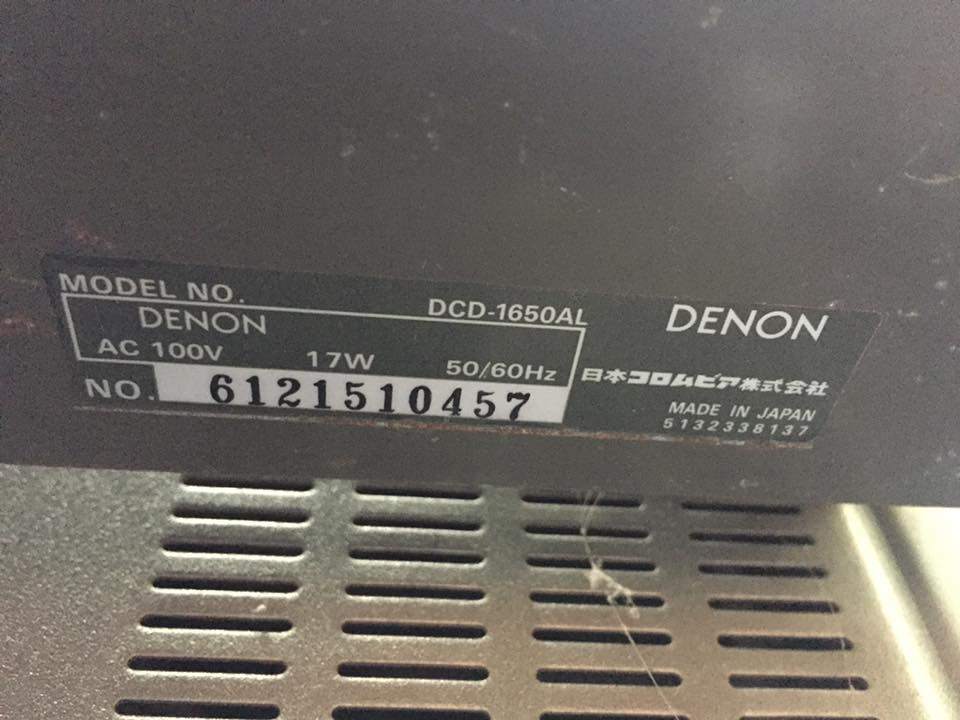 MODEL NO. DCD-1650AL
DENON
AC 100V 17W 50/60Hz
NO. 6121510457
DENON
日本コロムビア株式会社
MADE IN JAPAN
5132338137